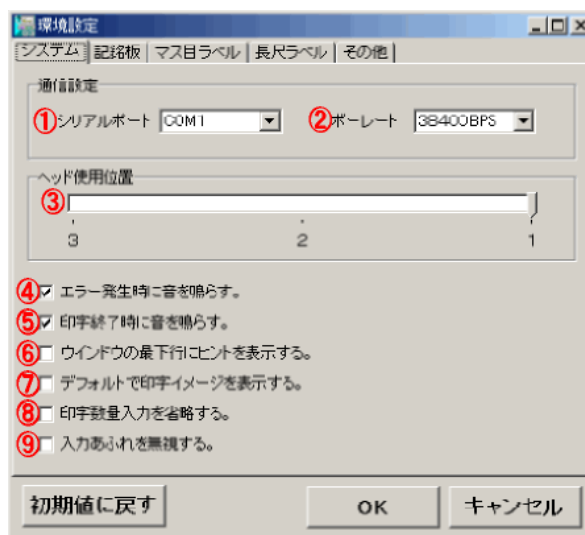 環境設定
システム 記銘板 マス目ラベル 長尺ラベル その他
通信設定
①シリアルポート COM1 ②ボーレート 38400BPS
ヘッド使用位置
③
3 2 1
④ エラー発生時に音を鳴らす。
⑤ 印字終了時に音を鳴らす。
⑥ ウインドウの最下行にヒントを表示する。
⑦ デフォルトで印字イメージを表示する。
⑧ 印字数量入力を省略する。
⑨ 入力あふれを無視する。
初期値に戻す OK キャンセル